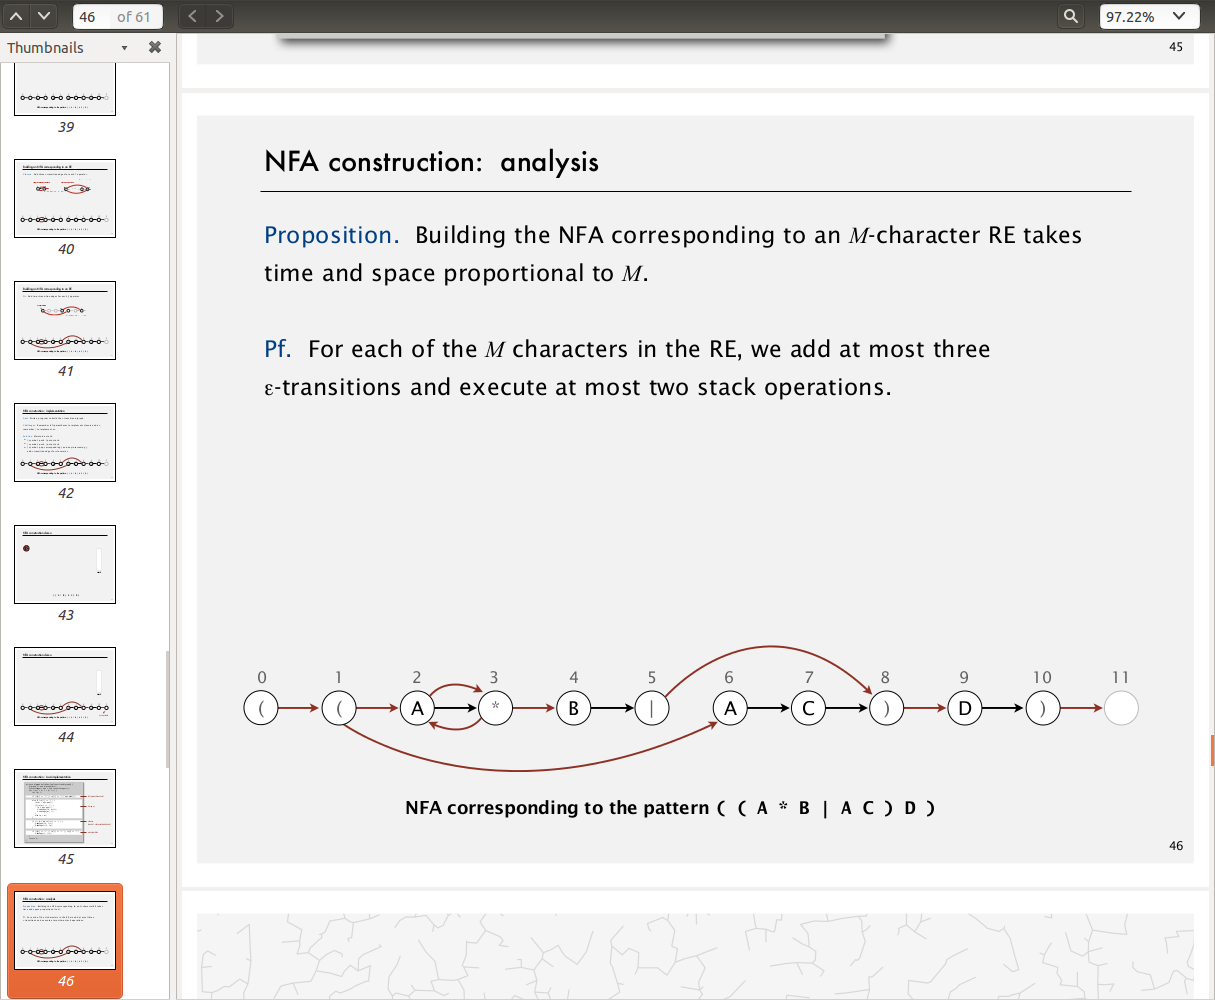 46 of 61
97.22%
Thumbnails
39
40
41
42
43
44
45
46
45
NFA construction: analysis
Proposition. Building the NFA corresponding to an M-character RE takes
time and space proportional to M.
Pf. For each of the M characters in the RE, we add at most three
ε-transitions and execute at most two stack operations.
0 1 2 3 4 5 6 7 8 9 10 11
( ( A * B | A C ) D )
NFA corresponding to the pattern ( ( A * B | A C ) D )
46